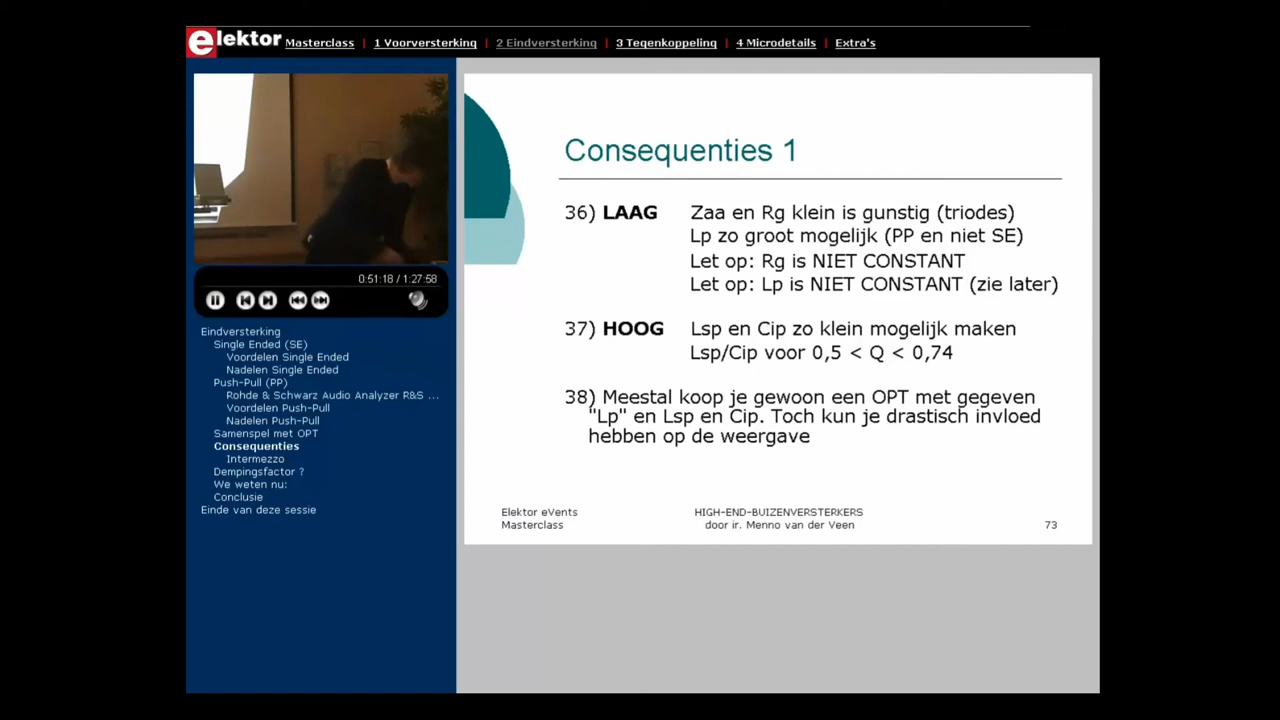 elektor Masterclass | 1 Voorversterking | 2 Eindversterking | 3 Tegenkoppeling | 4 Microdetails | Extra's
0:51:18 / 1:27:58
Eindversterking
Single Ended (SE)
Voordelen Single Ended
Nadelen Single Ended
Push-Pull (PP)
Rohde & Schwarz Audio Analyzer R&S ...
Voordelen Push-Pull
Nadelen Push-Pull
Samenspel met OPT
Consequenties
Intermezzo
Dempingsfactor ?
We weten nu:
Conclusie
Einde van deze sessie
Consequenties 1
36) LAAG Zaa en Rg klein is gunstig (triodes)
Lp zo groot mogelijk (PP en niet SE)
Let op: Rg is NIET CONSTANT
Let op: Lp is NIET CONSTANT (zie later)
37) HOOG Lsp en Cip zo klein mogelijk maken
Lsp/Cip voor 0,5 < Q < 0,74
38) Meestal koop je gewoon een OPT met gegeven
"Lp" en Lsp en Cip. Toch kun je drastisch invloed
hebben op de weergave
Elektor eVents
Masterclass
HIGH-END-BUIZENVERSTERKERS
door ir. Menno van der Veen
73